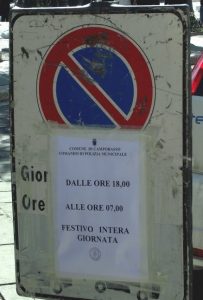 COMUNE DI CAMPOROSSO
COMANDO DI POLIZIA MUNICIPALE
Gior
DALLE ORE 18,00
Ore
ALLE ORE 07,00
FESTIVO INTERA
GIORNATA